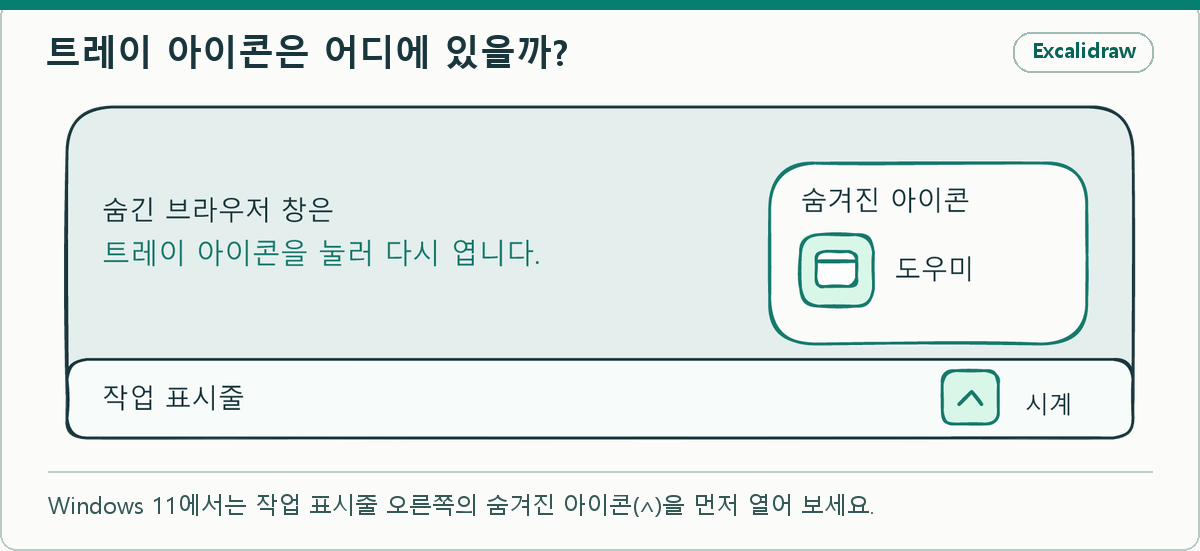 트레이 아이콘은 어디에 있을까?
Excalidraw
숨긴 브라우저 창은
트레이 아이콘을 눌러 다시 엽니다.
숨겨진 아이콘
도우미
작업 표시줄
시계
Windows 11에서는 작업 표시줄 오른쪽의 숨겨진 아이콘(^)을 먼저 열어 보세요.